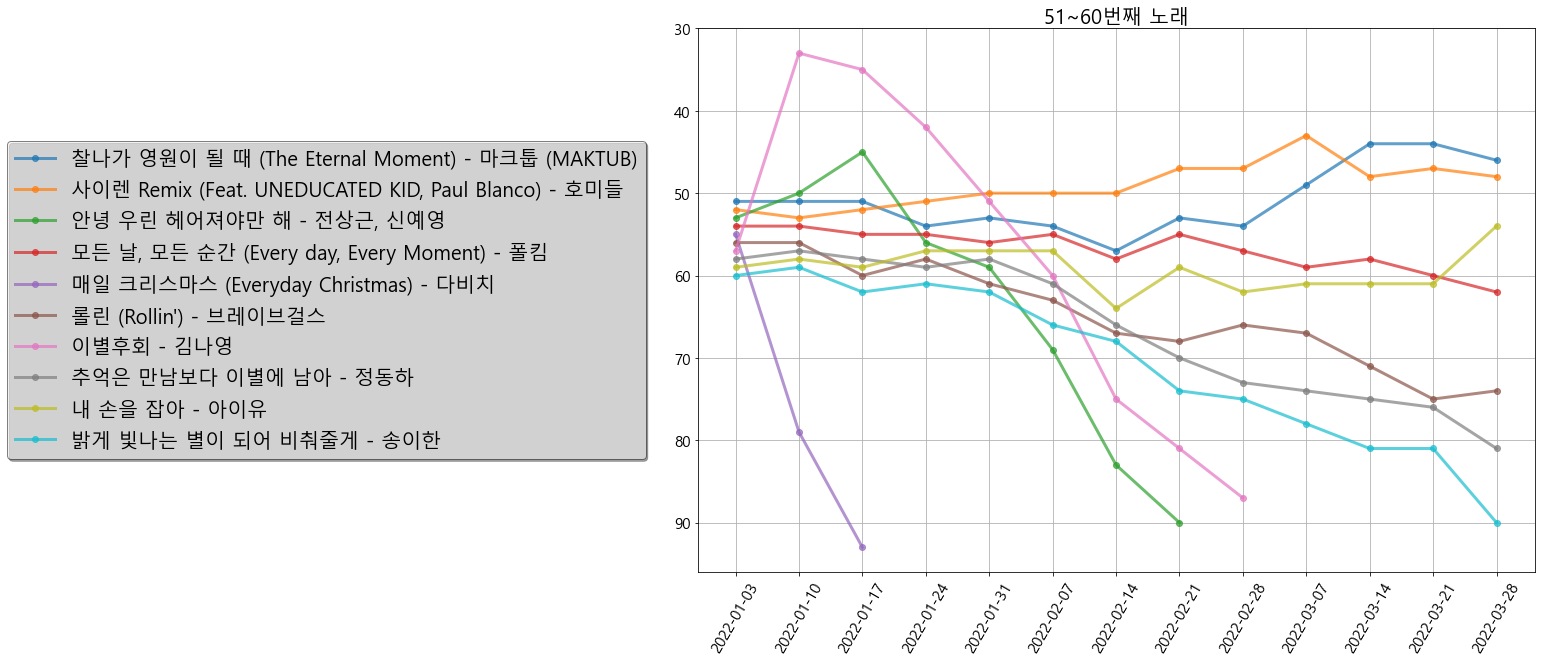 51~60번째 노래
찰나가 영원이 될 때 (The Eternal Moment) - 마크툽 (MAKTUB)
사이렌 Remix (Feat. UNEDUCATED KID, Paul Blanco) - 호미들
안녕 우린 헤어져야만 해 - 전상근, 신예영
모든 날, 모든 순간 (Every day, Every Moment) - 폴킴
매일 크리스마스 (Everyday Christmas) - 다비치
롤린 (Rollin') - 브레이브걸스
이별후회 - 김나영
추억은 만남보다 이별에 남아 - 정동하
내 손을 잡아 - 아이유
밝게 빛나는 별이 되어 비춰줄게 - 송이한
30
40
50
60
70
80
90
2022-01-03
2022-01-10
2022-01-17
2022-01-24
2022-01-31
2022-02-07
2022-02-14
2022-02-21
2022-02-28
2022-03-07
2022-03-14
2022-03-21
2022-03-28